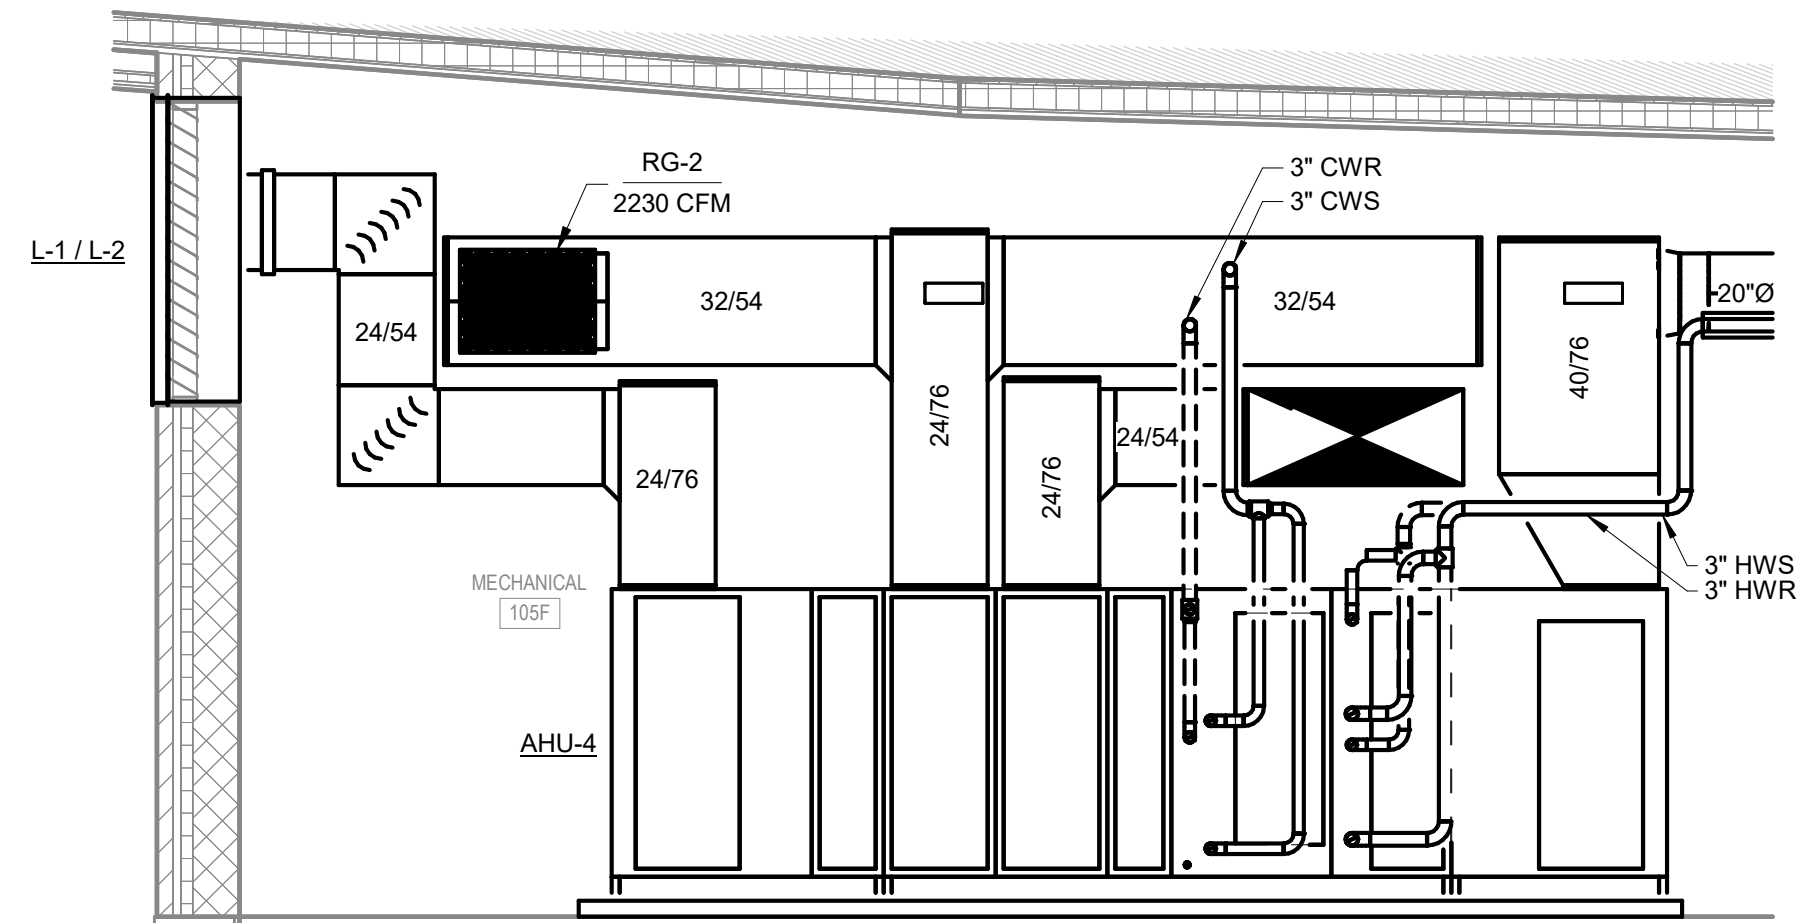 RG-2
2230 CFM
3" CWR
3" CWS
L-1 / L-2
32/54
32/54
20"Ø
24/54
40/76
24/76
24/54
24/76
24/76
3" HWS
3" HWR
MECHANICAL
105F
AHU-4